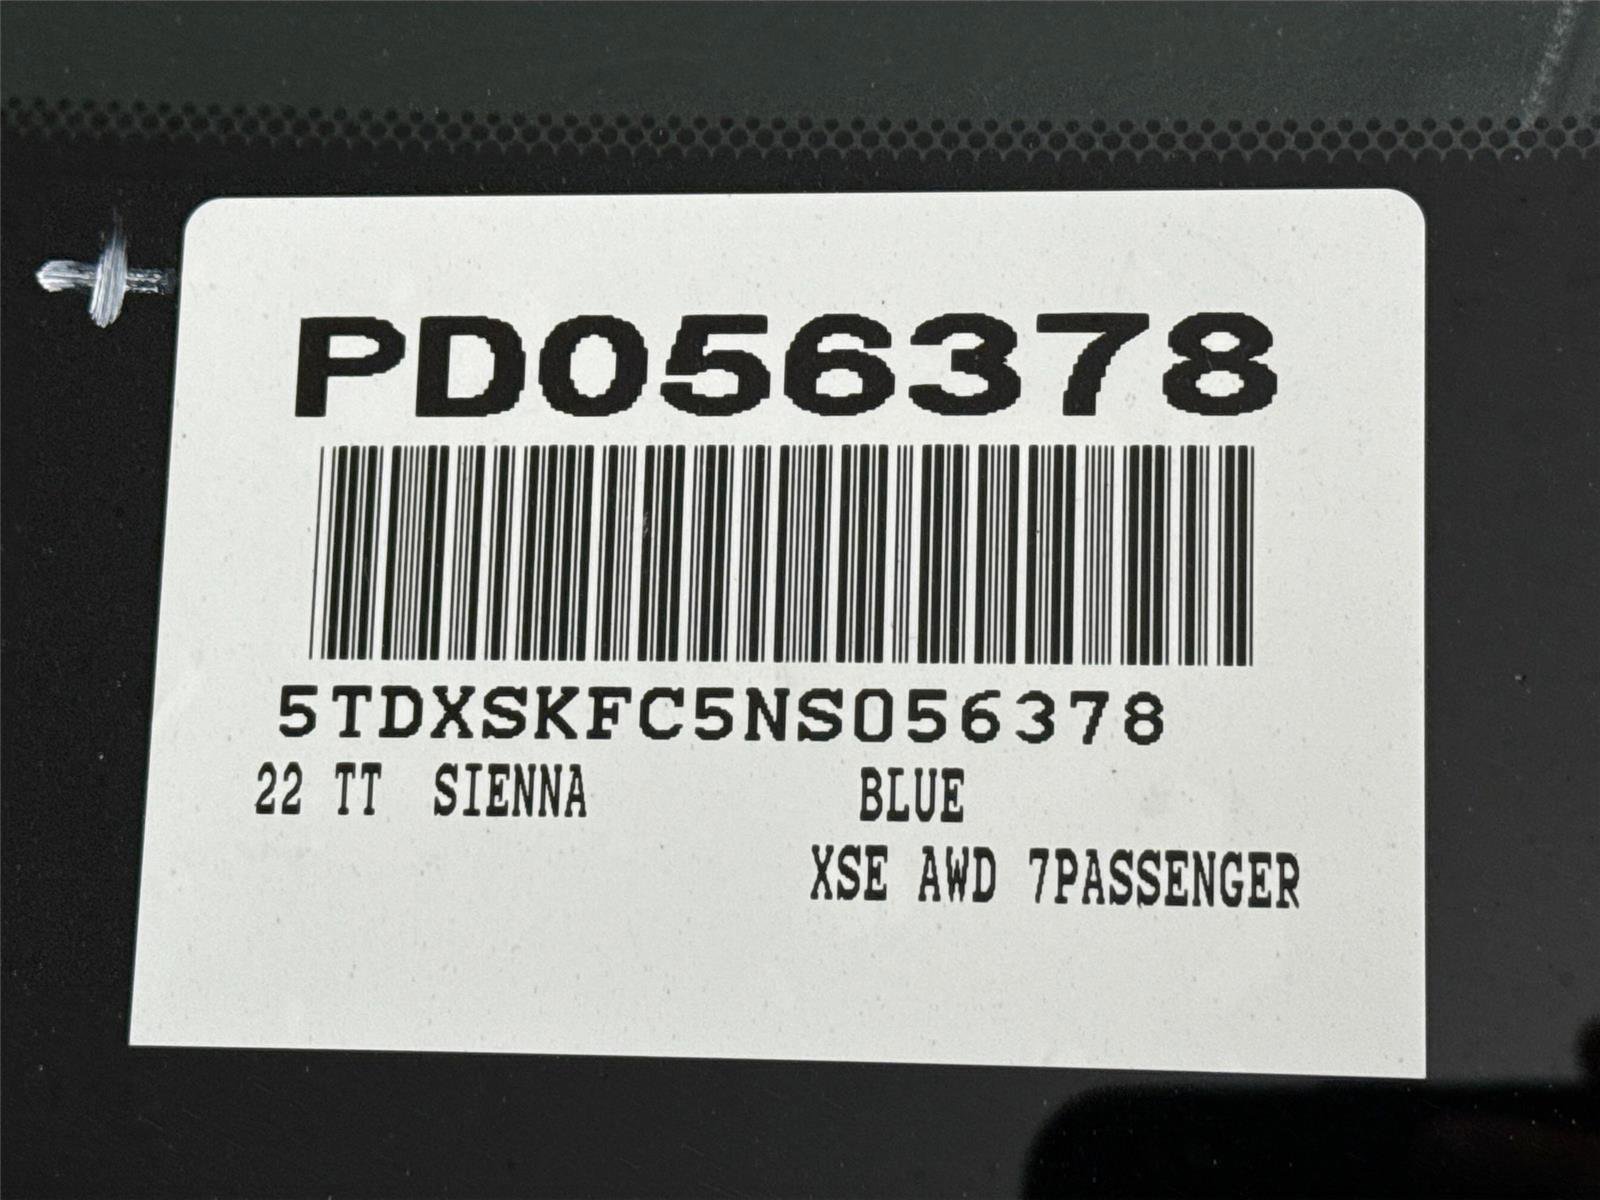 PD056378
5TDXSKFC5NS056378
22 TT SIENNA BLUE
XSE AWD 7PASSENGER